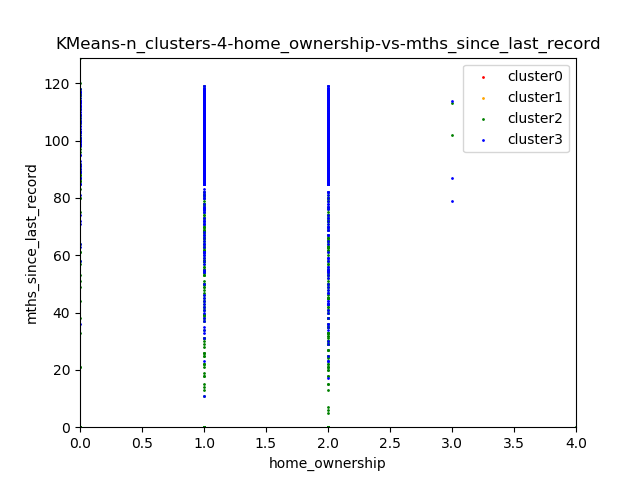 KMeans-n_clusters-4-home_ownership-vs-mths_since_last_record
cluster0
cluster1
cluster2
cluster3
120
100
80
60
40
20
0
mths_since_last_record
0.0 0.5 1.0 1.5 2.0 2.5 3.0 3.5 4.0
home_ownership